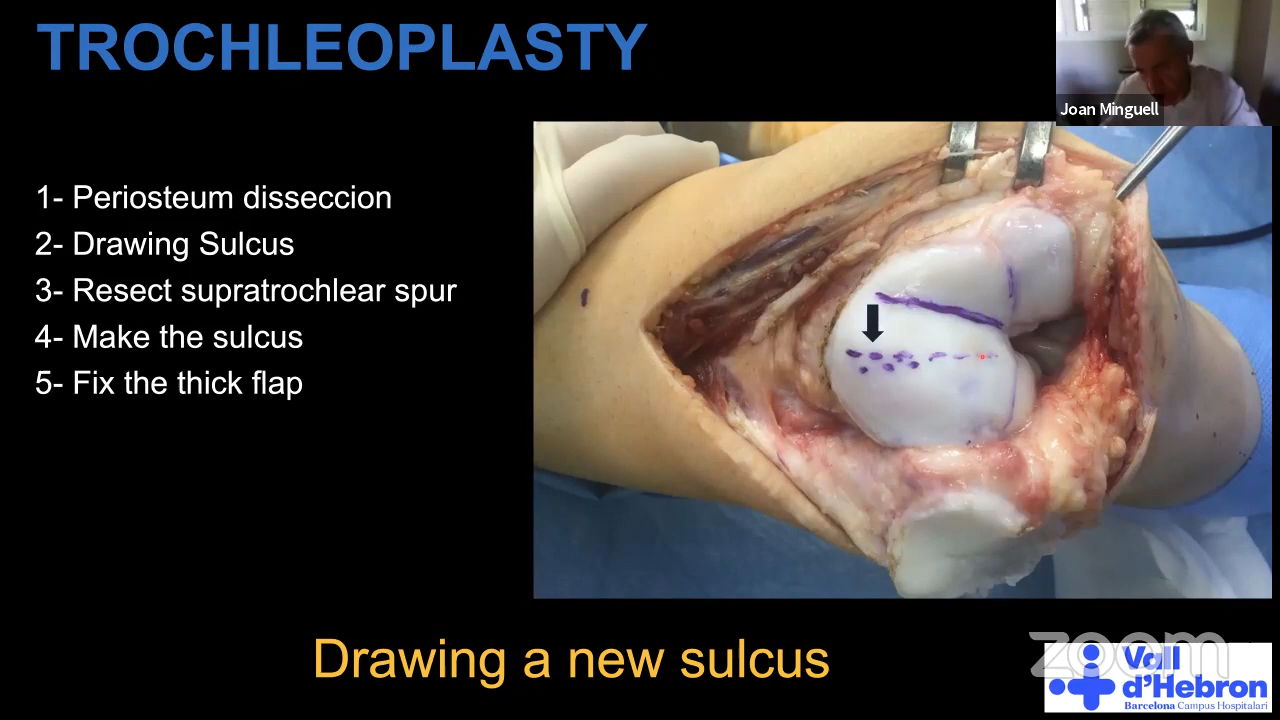 TROCHLEOPLASTY
Joan Minguell
1- Periosteum disseccion
2- Drawing Sulcus
3- Resect supratrochlear spur
4- Make the sulcus
5- Fix the thick flap
Drawing a new sulcus
zoom
Vall
d'Hebron
Barcelona Campus Hospitalari